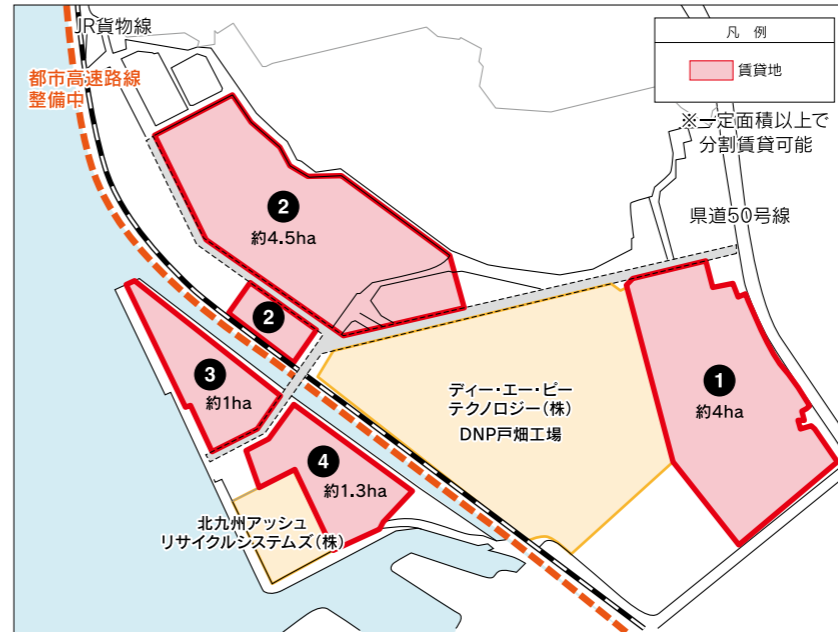 JR貨物線
都市高速路線
整備中
凡 例
賃貸地
※一定面積以上で
分割賃貸可能
県道50号線
2
約4.5ha
2
3
約1ha
1
約4ha
ディー・エー・ピー
テクノロジー(株)
DNP戸畑工場
4
約1.3ha
北九州アッシュ
リサイクルシステムズ(株)